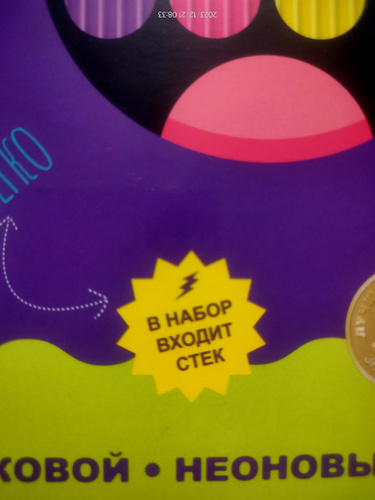 2023/12/21 08:33
В НАБОР
ВХОДИТ
СТЕК
КОВОЙ • НЕОНОВЫ